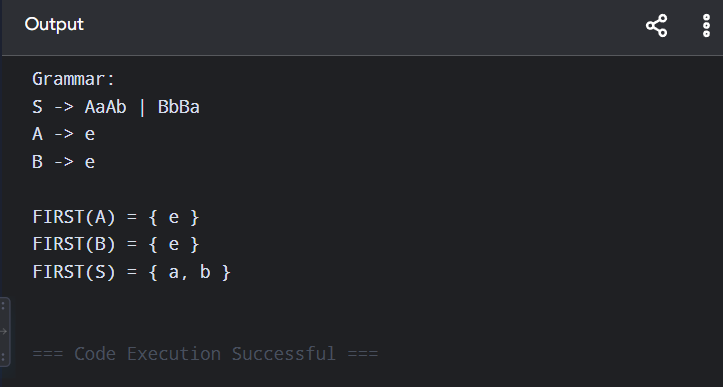 Output
Grammar:
S -> AaAb | BbBa
A -> e
B -> e
FIRST(A) = { e }
FIRST(B) = { e }
FIRST(S) = { a, b }
=== Code Execution Successful ===